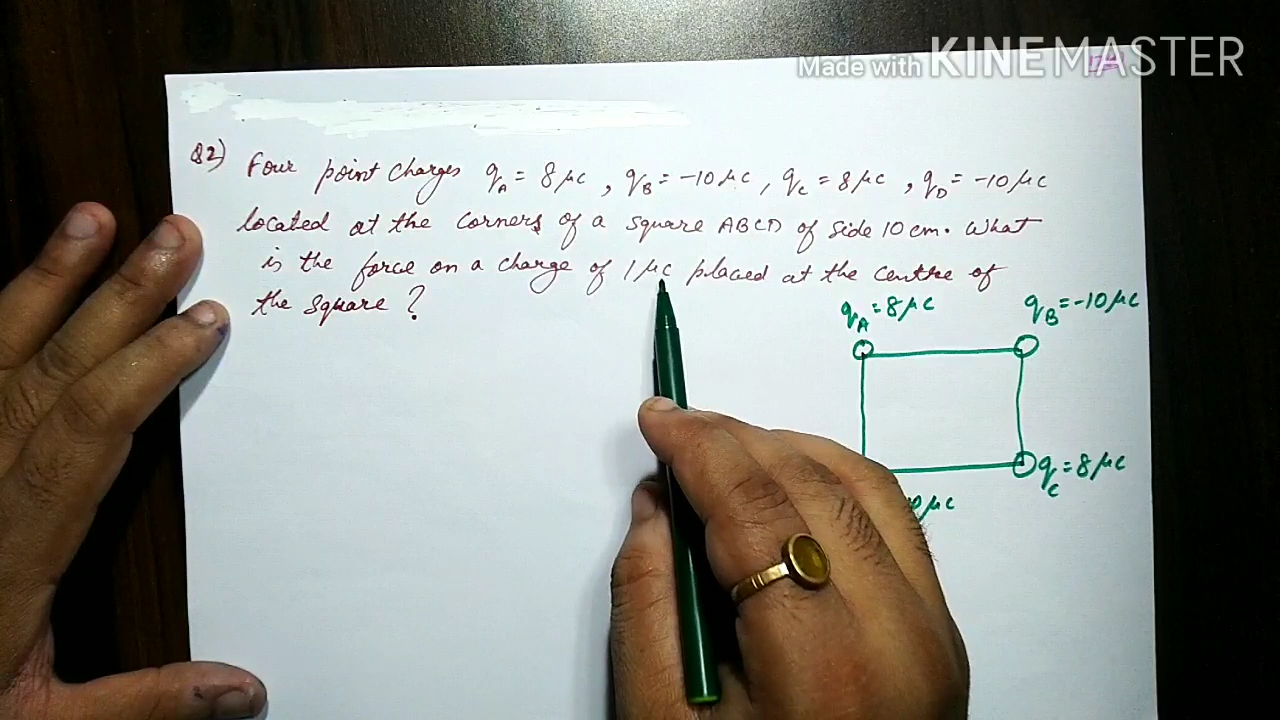 Made with KINEMASTER
Q2) Four point charges qA = 8μc , qB = -10μc, qc = 8μc , qD = -10μc
located at the corners of a square ABCD of side 10cm. What
is the force on a charge of 1μc placed at the centre of
the square ?
qA = 8μc
qB = -10μc
qc = 8μc
0μc